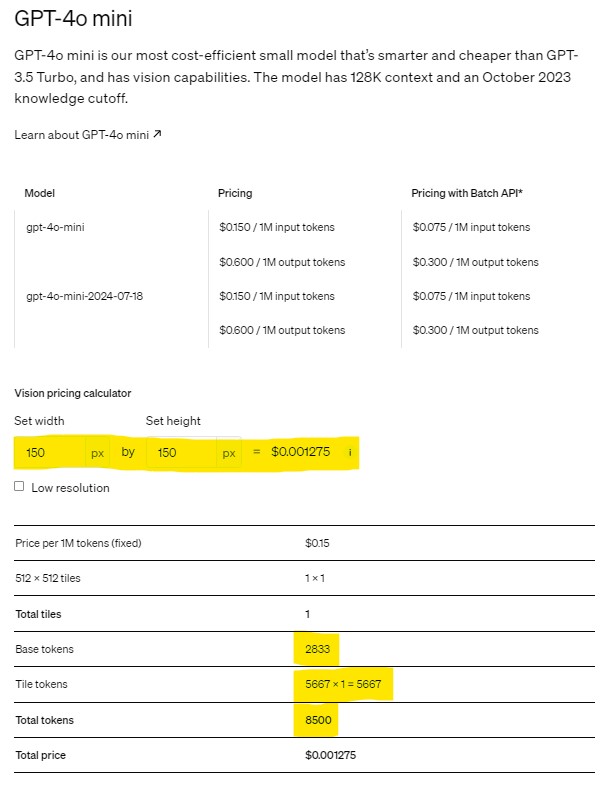 GPT-4o mini
GPT-4o mini is our most cost-efficient small model that's smarter and cheaper than GPT-
3.5 Turbo, and has vision capabilities. The model has 128K context and an October 2023
knowledge cutoff.
Learn about GPT-4o mini ↗
Model Pricing Pricing with Batch API*
gpt-4o-mini $0.150 / 1M input tokens $0.075 / 1M input tokens
$0.600 / 1M output tokens $0.300 / 1M output tokens
gpt-4o-mini-2024-07-18 $0.150 / 1M input tokens $0.075 / 1M input tokens
$0.600 / 1M output tokens $0.300 / 1M output tokens
Vision pricing calculator
Set width Set height
150 px by 150 px = $0.001275 i
Low resolution
Price per 1M tokens (fixed) $0.15
512 × 512 tiles 1 × 1
Total tiles 1
Base tokens 2833
Tile tokens 5667 × 1 = 5667
Total tokens 8500
Total price $0.001275